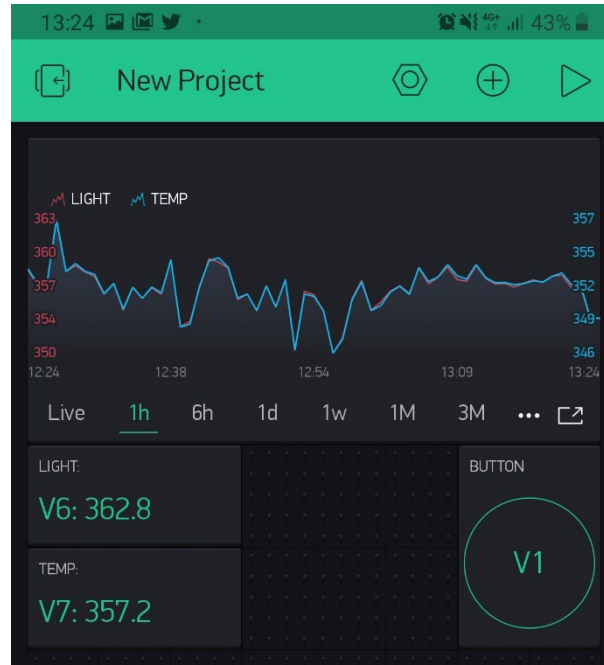 13:24 4G+ 43%
New Project
LIGHT TEMP
363 357
360 355
357 352
354 349
350 346
12:24 12:38 12:54 13:09 13:24
Live 1h 6h 1d 1w 1M 3M •••
LIGHT: BUTTON
V6: 362.8
V1
TEMP:
V7: 357.2